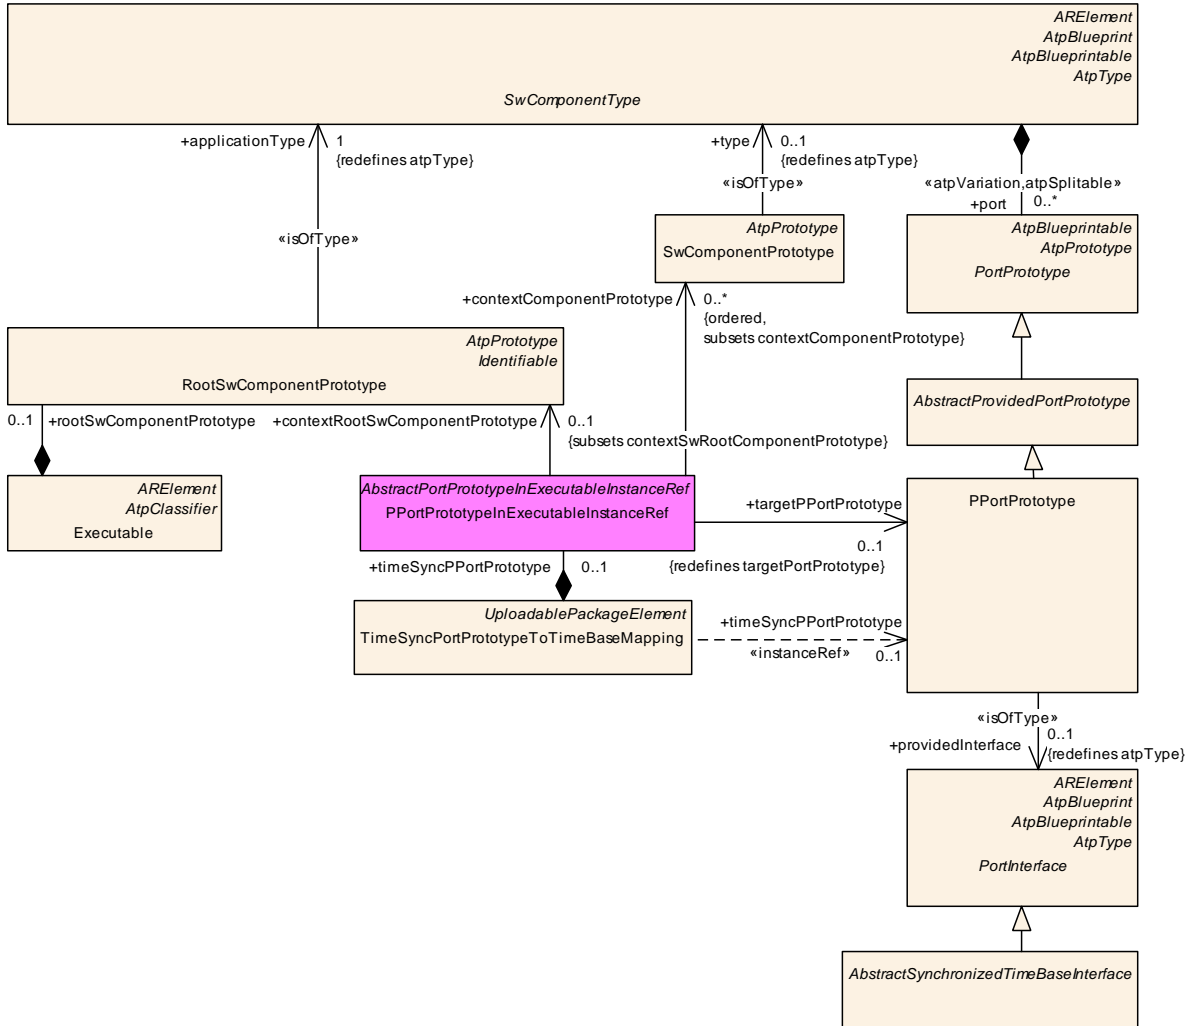 ARElement
AtpBlueprint
AtpBlueprintable
AtpType
SwComponentType
+applicationType
1
{redefines atpType}
+type
0..1
{redefines atpType}
«isOfType»
«atpVariation,atpSplitable»
+port
0..*
«isOfType»
AtpPrototype
SwComponentPrototype
AtpBlueprintable
AtpPrototype
PortPrototype
+contextComponentPrototype
0..*
{ordered,
subsets contextComponentPrototype}
AtpPrototype
Identifiable
RootSwComponentPrototype
AbstractProvidedPortPrototype
0..1
+rootSwComponentPrototype
+contextRootSwComponentPrototype
0..1
{subsets contextSwRootComponentPrototype}
ARElement
AtpClassifier
Executable
AbstractPortPrototypeInExecutableInstanceRef
PPortPrototypeInExecutableInstanceRef
+targetPPortPrototype
0..1
{redefines targetPortPrototype}
PPortPrototype
+timeSyncPPortPrototype
0..1
UploadablePackageElement
TimeSyncPortPrototypeToTimeBaseMapping
+timeSyncPPortPrototype
«instanceRef»
0..1
«isOfType»
+providedInterface
0..1
{redefines atpType}
ARElement
AtpBlueprint
AtpBlueprintable
AtpType
PortInterface
AbstractSynchronizedTimeBaseInterface